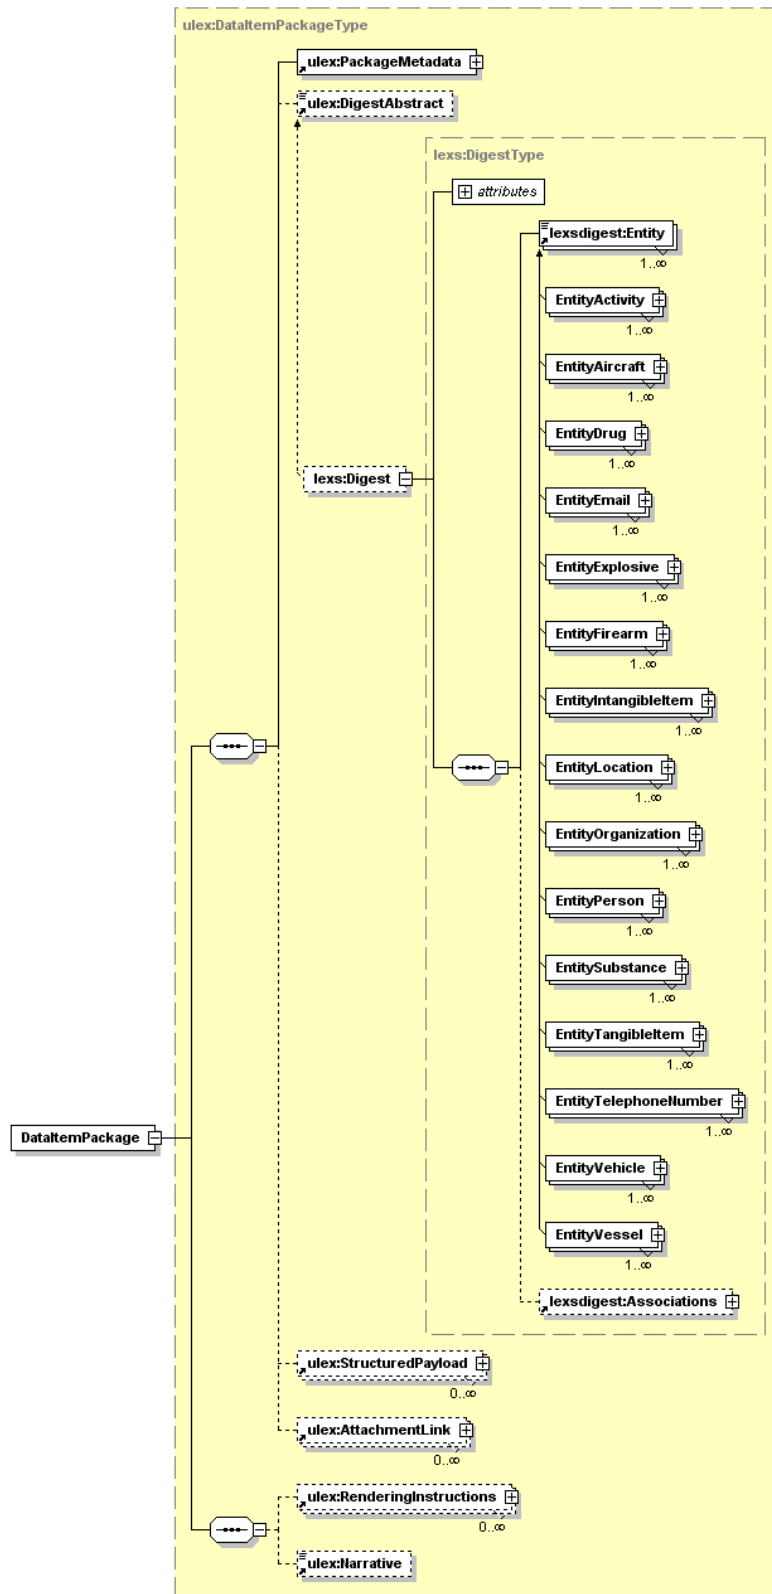 ulex:DataItemPackageType
ulex:PackageMetadata
ulex:DigestAbstract
lexs:DigestType
attributes
lexsdigest:Entity
1..∞
EntityActivity
1..∞
EntityAircraft
1..∞
EntityDrug
1..∞
lexs:Digest
EntityEmail
1..∞
EntityExplosive
1..∞
EntityFirearm
1..∞
EntityIntangibleItem
1..∞
EntityLocation
1..∞
EntityOrganization
1..∞
EntityPerson
1..∞
EntitySubstance
1..∞
EntityTangibleItem
1..∞
EntityTelephoneNumber
1..∞
DataItemPackage
EntityVehicle
1..∞
EntityVessel
1..∞
lexsdigest:Associations
ulex:StructuredPayload
0..∞
ulex:AttachmentLink
0..∞
ulex:RenderingInstructions
0..∞
ulex:Narrative